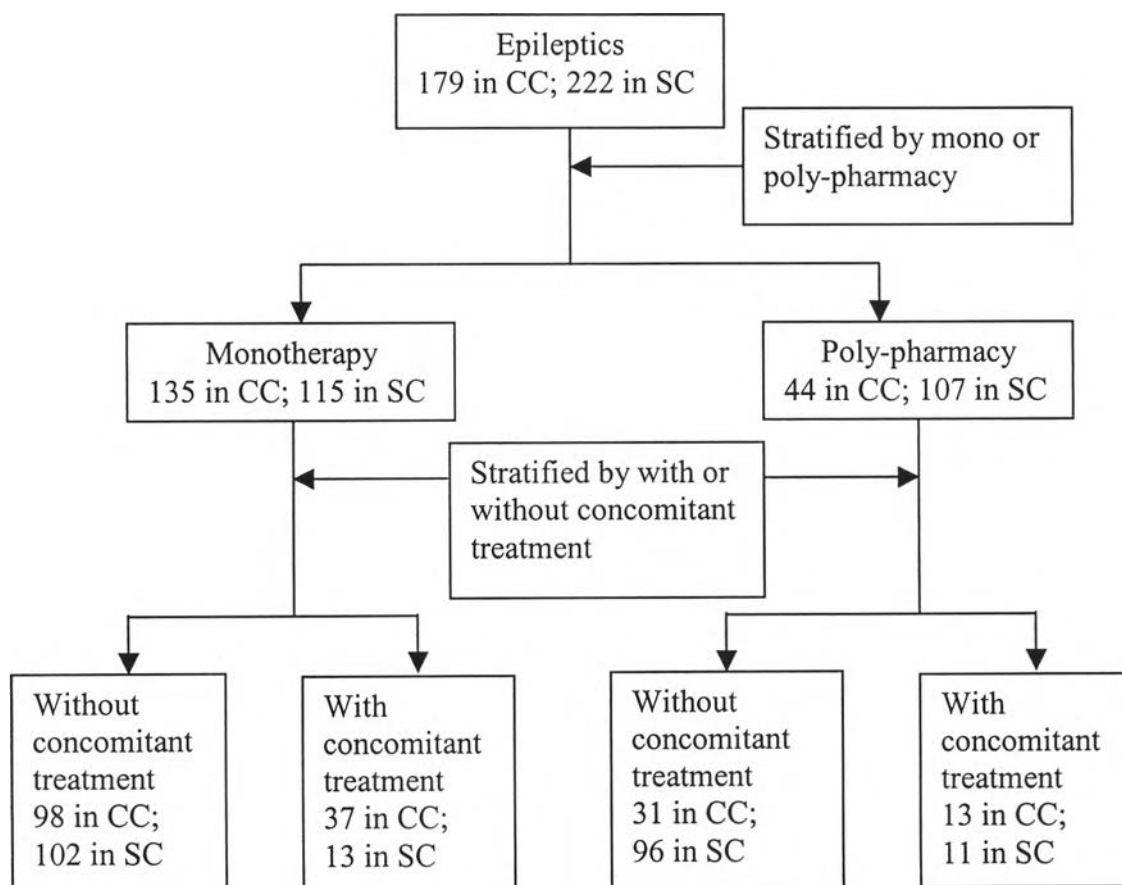 Epileptics
179 in CC; 222 in SC
Stratified by mono or
poly-pharmacy
Monotherapy
135 in CC; 115 in SC
Poly-pharmacy
44 in CC; 107 in SC
Stratified by with or
without concomitant
treatment
Without
concomitant
treatment
98 in CC;
102 in SC
With
concomitant
treatment
37 in CC;
13 in SC
Without
concomitant
treatment
31 in CC;
96 in SC
With
concomitant
treatment
13 in CC;
11 in SC